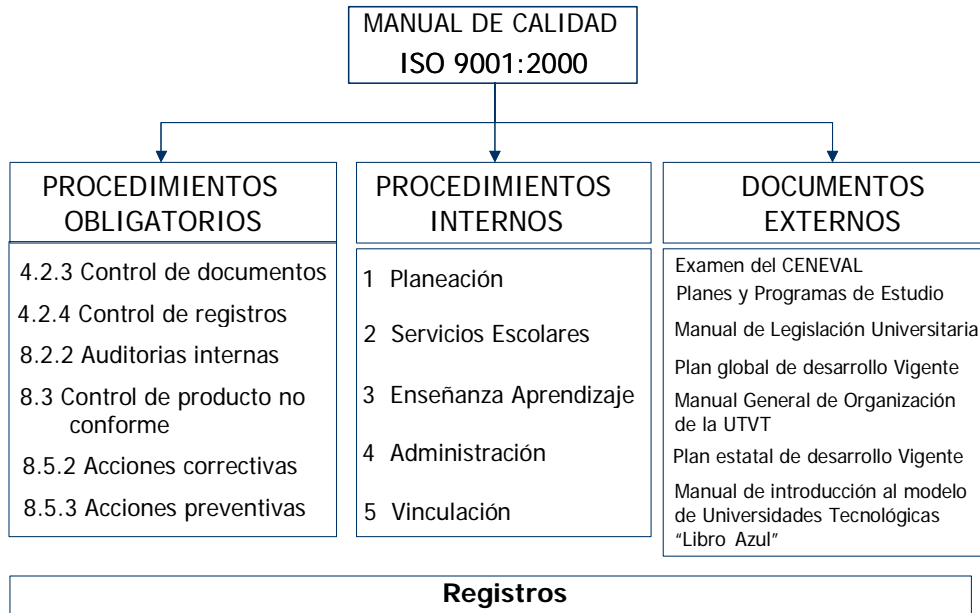 MANUAL DE CALIDAD
ISO 9001:2000
PROCEDIMIENTOS
OBLIGATORIOS
4.2.3 Control de documentos
4.2.4 Control de registros
8.2.2 Auditorias internas
8.3 Control de producto no
conforme
8.5.2 Acciones correctivas
8.5.3 Acciones preventivas
PROCEDIMIENTOS
INTERNOS
1 Planeación
2 Servicios Escolares
3 Enseñanza Aprendizaje
4 Administración
5 Vinculación
DOCUMENTOS
EXTERNOS
Examen del CENEVAL
Planes y Programas de Estudio
Manual de Legislación Universitaria
Plan global de desarrollo Vigente
Manual General de Organización
de la UTVT
Plan estatal de desarrollo Vigente
Manual de introducción al modelo
de Universidades Tecnológicas
“Libro Azul”
Registros